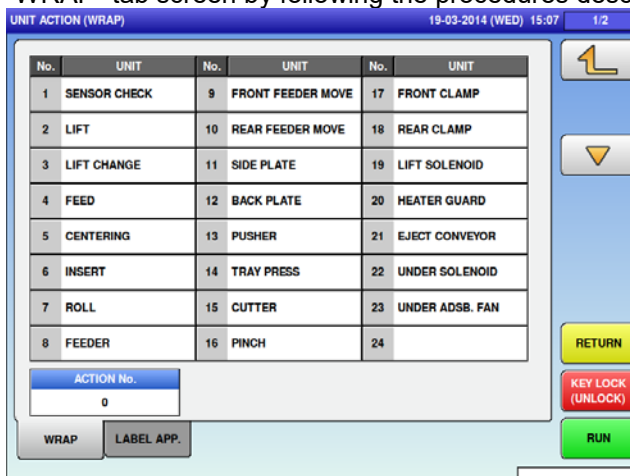 "WRAP" tab screen by following the procedures desc
UNIT ACTION (WRAP) 19-03-2014 (WED) 15:07 1/2
No. UNIT No. UNIT No. UNIT
1 SENSOR CHECK 9 FRONT FEEDER MOVE 17 FRONT CLAMP
2 LIFT 10 REAR FEEDER MOVE 18 REAR CLAMP
3 LIFT CHANGE 11 SIDE PLATE 19 LIFT SOLENOID
4 FEED 12 BACK PLATE 20 HEATER GUARD
5 CENTERING 13 PUSHER 21 EJECT CONVEYOR
6 INSERT 14 TRAY PRESS 22 UNDER SOLENOID
7 ROLL 15 CUTTER 23 UNDER ADSB. FAN
8 FEEDER 16 PINCH 24
RETURN
ACTION No.
0
KEY LOCK
(UNLOCK)
WRAP LABEL APP.
RUN